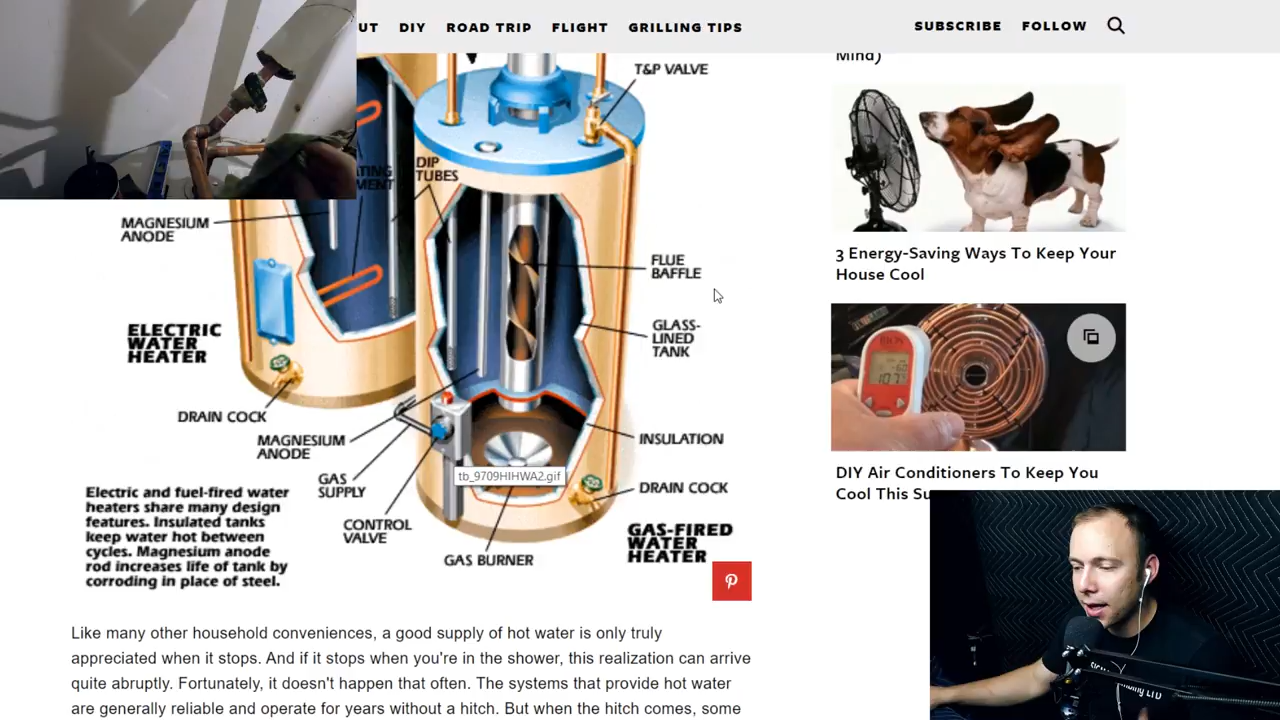 UT DIY ROAD TRIP FLIGHT GRILLING TIPS SUBSCRIBE FOLLOW
Mind)
T&P VALVE
DIP
TUBES
MAGNESIUM
ANODE
FLUE
BAFFLE
GLASS-
LINED
TANK
ELECTRIC
WATER
HEATER
DRAIN COCK
MAGNESIUM
ANODE
GAS
SUPPLY
CONTROL
VALVE
INSULATION
tb_9709HIHWA2.gif
DRAIN COCK
GAS-FIRED
WATER
HEATER
GAS BURNER
Electric and fuel-fired water
heaters share many design
features. Insulated tanks
keep water hot between
cycles. Magnesium anode
rod increases life of tank by
corroding in place of steel.
3 Energy-Saving Ways To Keep Your
House Cool
107
DIY Air Conditioners To Keep You
Cool This Su
Like many other household conveniences, a good supply of hot water is only truly
appreciated when it stops. And if it stops when you're in the shower, this realization can arrive
quite abruptly. Fortunately, it doesn't happen that often. The systems that provide hot water
are generally reliable and operate for years without a hitch. But when the hitch comes, some